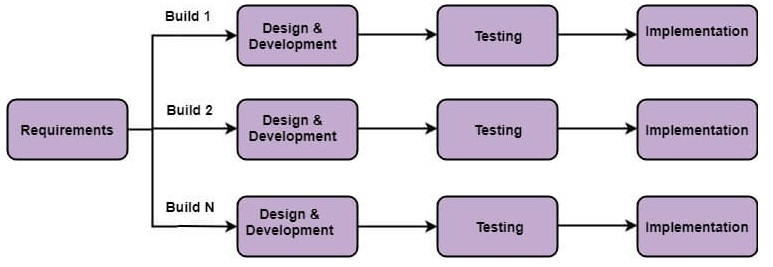 Build 1
Design &
Development
Testing
Implementation
Requirements
Build 2
Design &
Development
Testing
Implementation
Build N
Design &
Development
Testing
Implementation